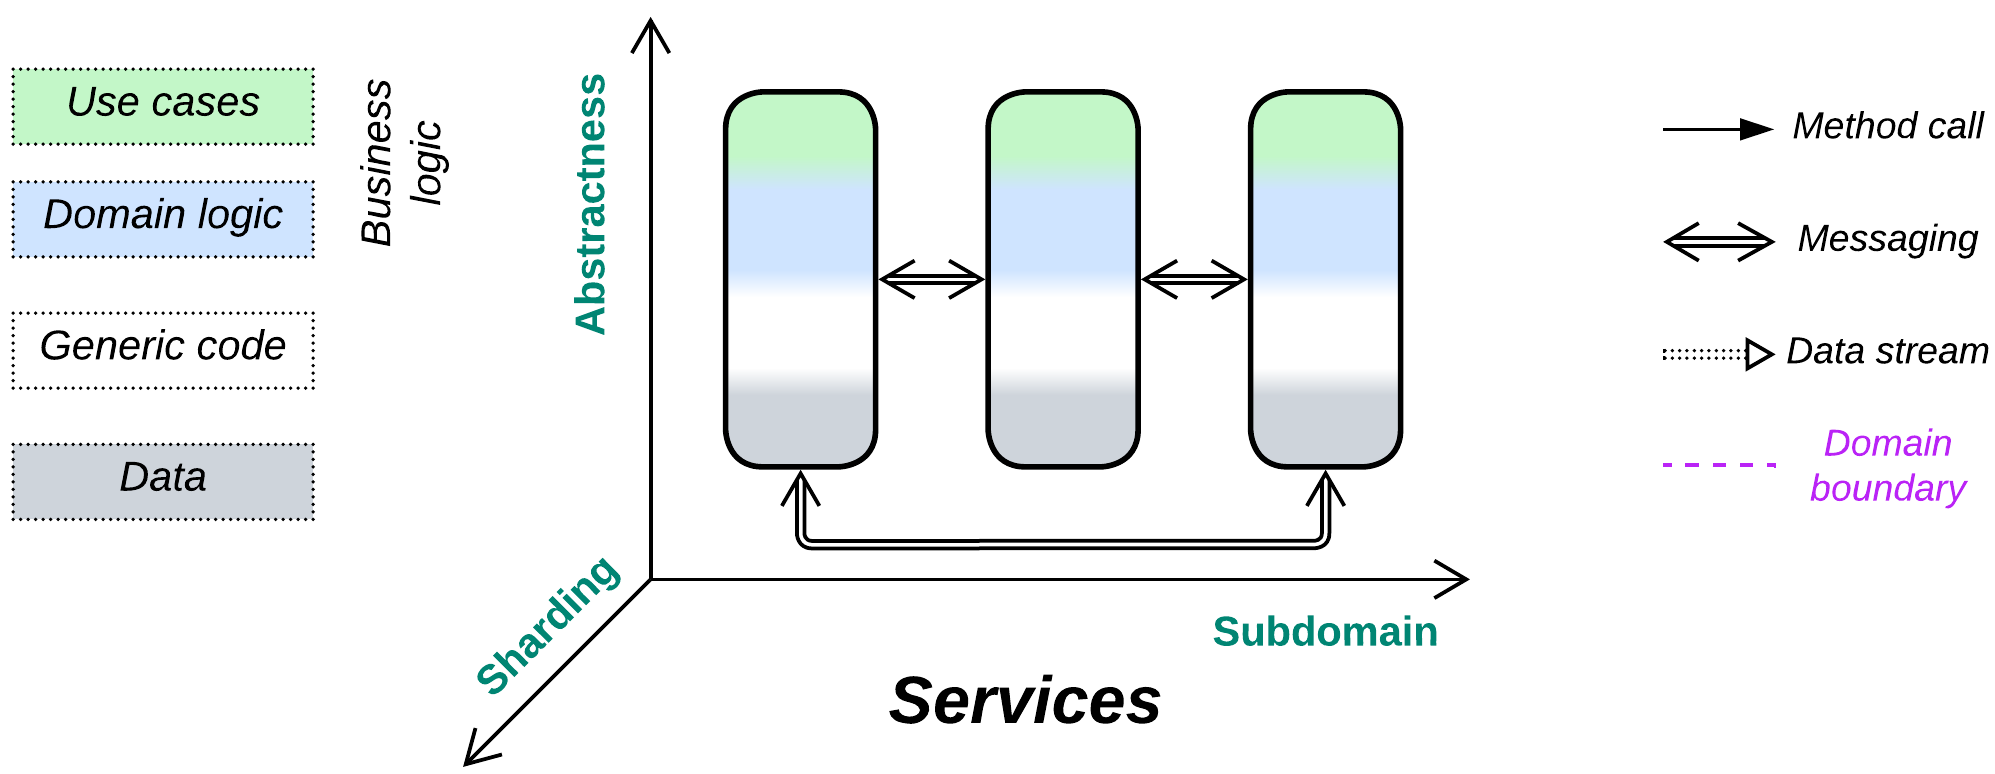 Use cases
Domain logic
Generic code
Data
Business
logic
Abstractness
Sharding
Subdomain
Services
Method call
Messaging
Data stream
Domain
boundary